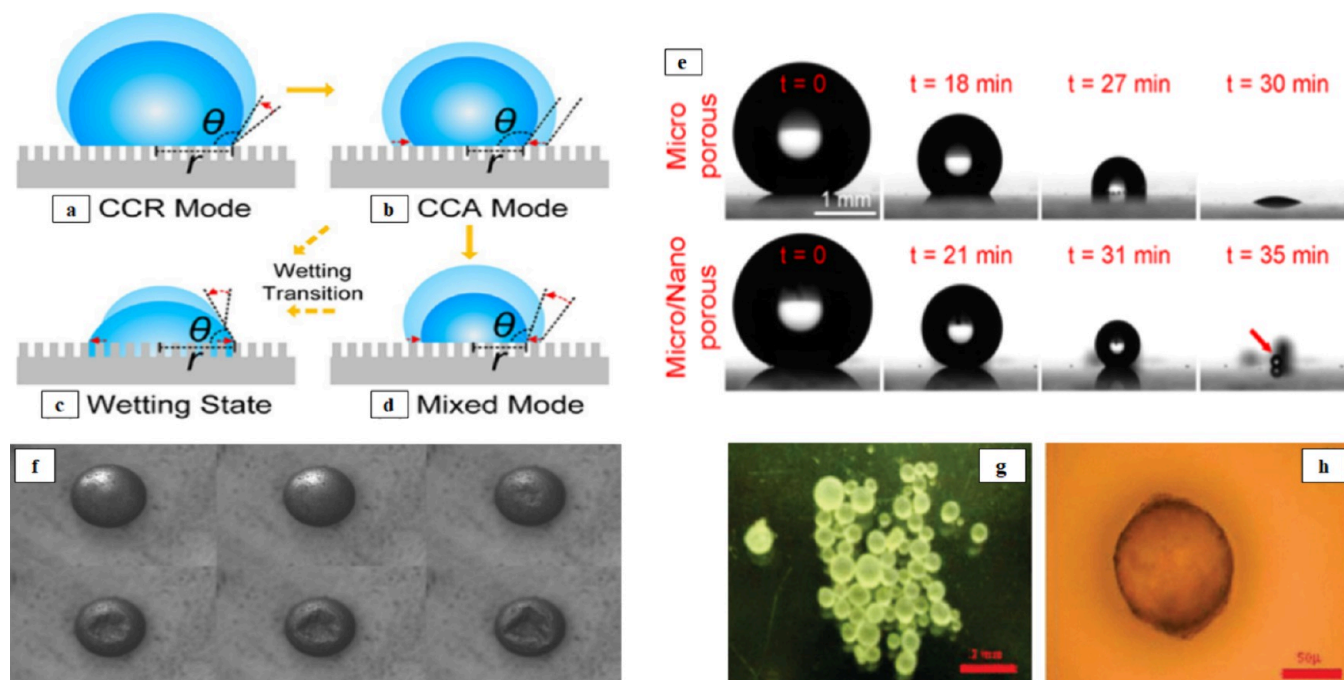 θ
r
a CCR Mode
θ
r
b CCA Mode
Wetting
Transition
θ
r
c Wetting State
θ
r
d Mixed Mode
e
Micro
porous
t = 0
t = 18 min
t = 27 min
t = 30 min
1 mm
Micro/Nano
porous
t = 0
t = 21 min
t = 31 min
t = 35 min
f
g
h
50µ